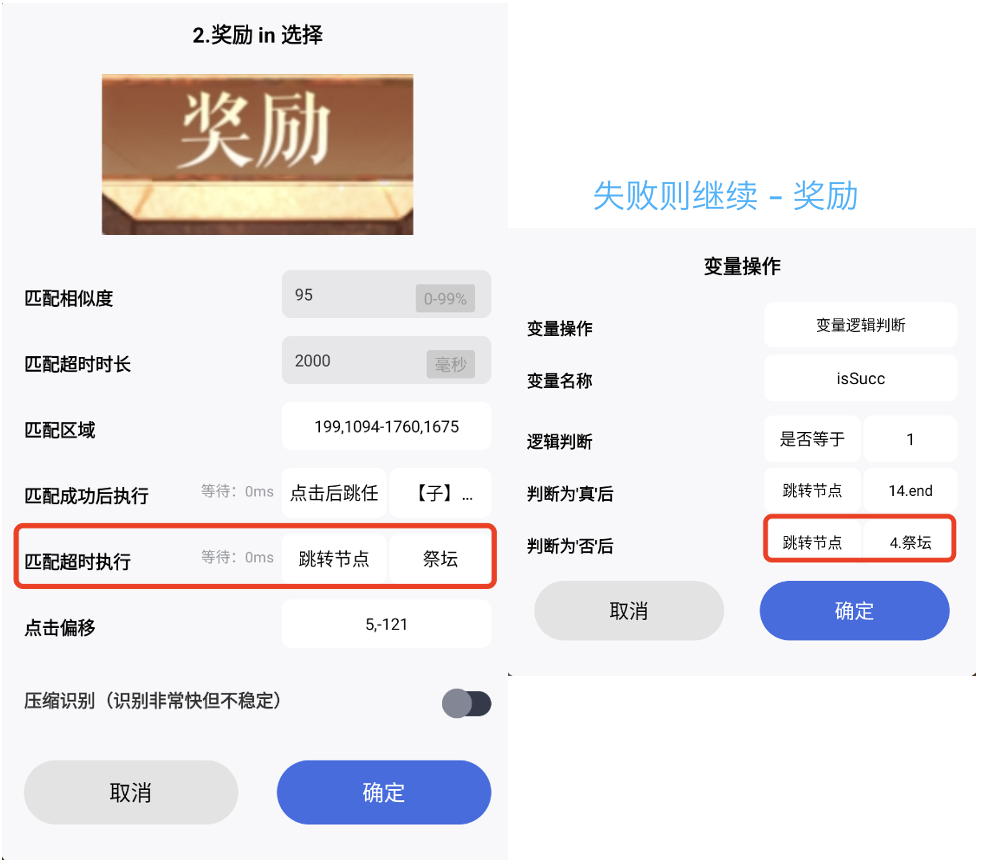 2.奖励 in 选择
奖励
匹配相似度
95
0-99%
匹配超时时长
2000
毫秒
匹配区域
199,1094-1760,1675
匹配成功后执行
等待：0ms
点击后跳任
【子】...
匹配超时执行
等待：0ms
跳转节点
祭坛
点击偏移
5,-121
压缩识别（识别非常快但不稳定）
取消
确定
失败则继续 - 奖励
变量操作
变量操作
变量逻辑判断
变量名称
isSucc
逻辑判断
是否等于
1
判断为'真'后
跳转节点
14.end
判断为'否'后
跳转节点
4.祭坛
取消
确定